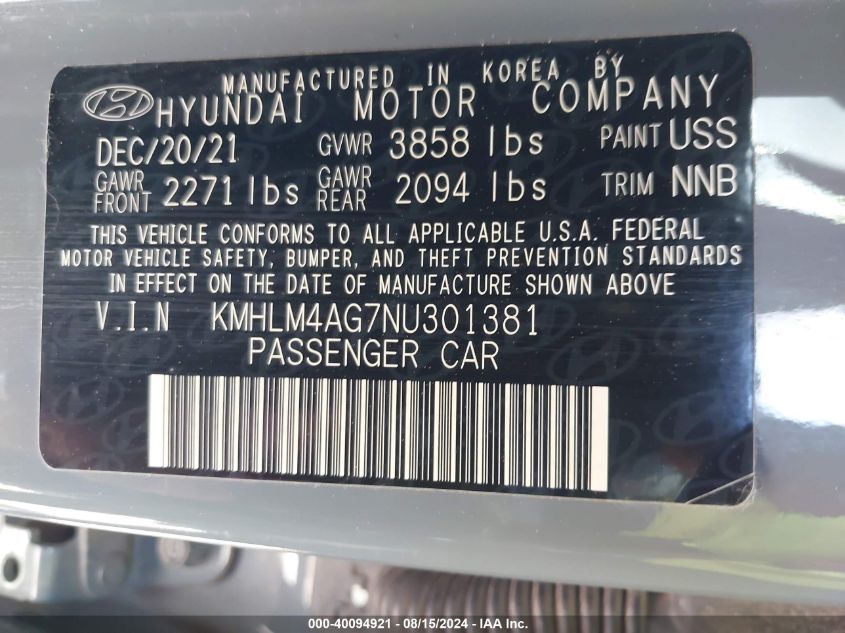 MANUFACTURED IN KOREA BY
HYUNDAI MOTOR COMPANY
DEC/20/21 GVWR 3858 lbs PAINT USS
GAWR FRONT 2271 lbs GAWR REAR 2094 lbs TRIM NNB
THIS VEHICLE CONFORMS TO ALL APPLICABLE U.S.A. FEDERAL
MOTOR VEHICLE SAFETY, BUMPER, AND THEFT PREVENTION STANDARDS
IN EFFECT ON THE DATE OF MANUFACTURE SHOWN ABOVE
V.I.N KMHLM4AG7NU301381
PASSENGER CAR
000-40094921 - 08/15/2024 - IAA Inc.